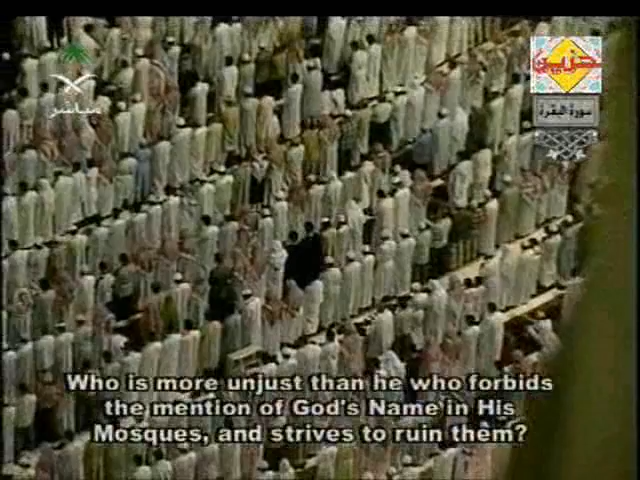 مباشر
سورة البقرة
Who is more unjust than he who forbids
the mention of God's Name in His
Mosques, and strives to ruin them?